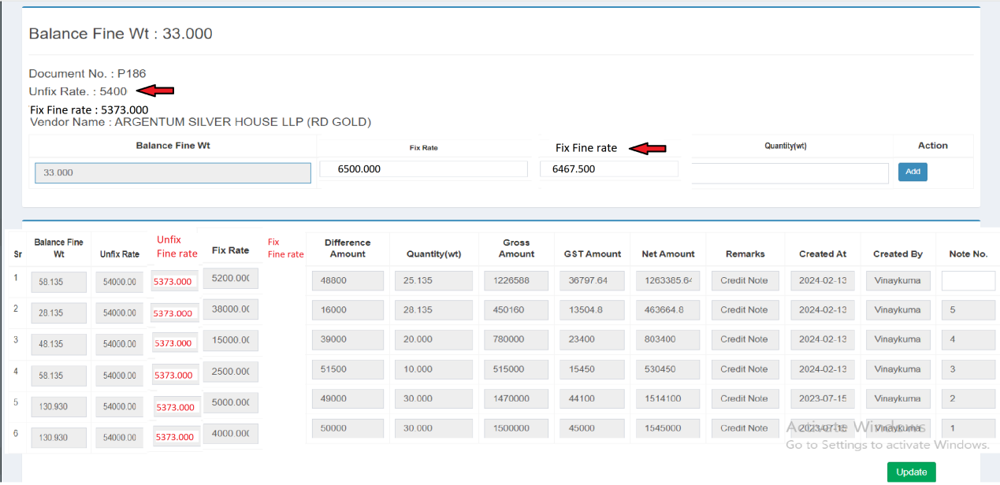 Balance Fine Wt : 33.000
Document No. : P186
Unfix Rate. : 5400
Fix Fine rate : 5373.000
Vendor Name : ARGENTUM SILVER HOUSE LLP (RD GOLD)
Balance Fine Wt Fix Rate Fix Fine rate Quantity(wt) Action
33.000 6500.000 6467.500 Add
Sr Balance Fine Wt Unfix Rate Unfix Fine rate Fix Rate Fix Fine rate Difference Amount Quantity(wt) Gross Amount GST Amount Net Amount Remarks Created At Created By Note No.
1 58.135 54000.00 5373.000 5200.000 48800 25.135 1226588 36797.64 1263385.64 Credit Note 2024-02-13 Vinaykuma
2 28.135 54000.00 5373.000 38000.00 16000 28.135 450160 13504.8 463664.8 Credit Note 2024-02-13 Vinaykuma 5
3 48.135 54000.00 5373.000 15000.00 39000 20.000 780000 23400 803400 Credit Note 2024-02-13 Vinaykuma 4
4 58.135 54000.00 5373.000 2500.000 51500 10.000 515000 15450 530450 Credit Note 2024-02-13 Vinaykuma 3
5 130.930 54000.00 5373.000 5000.000 49000 30.000 1470000 44100 1514100 Credit Note 2023-07-15 Vinaykuma 2
6 130.930 54000.00 5373.000 4000.000 50000 30.000 1500000 45000 1545000 Credit Note 2023-07-15 Vinaykuma 1
Activate Windows
Go to Settings to activate Windows.
Update